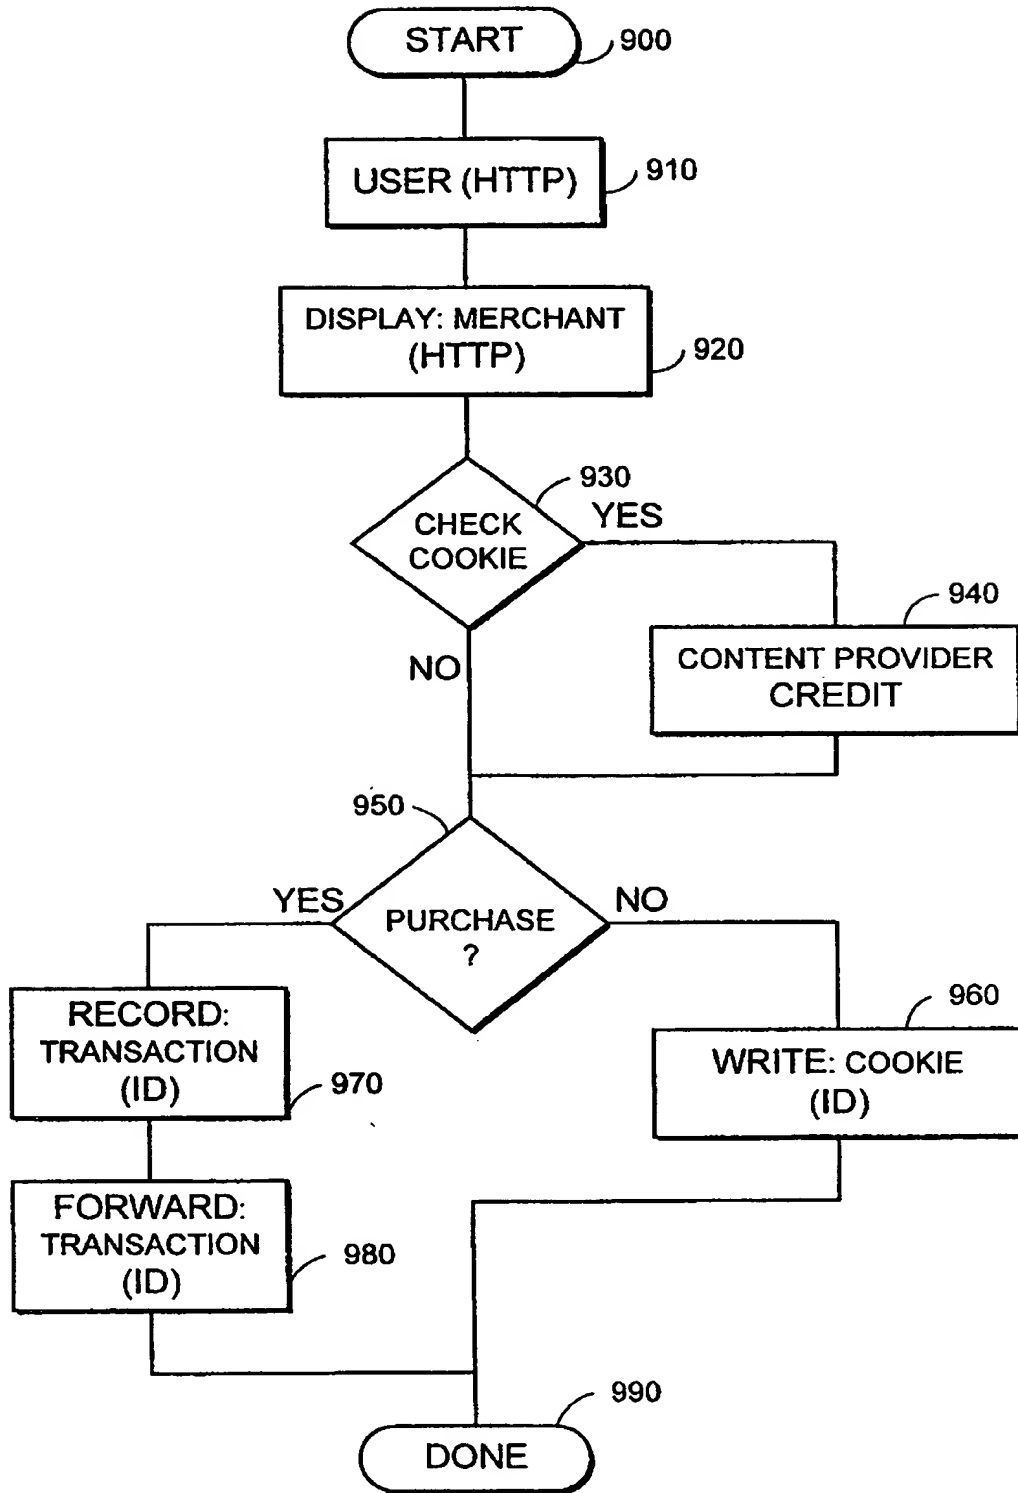 START
900
USER (HTTP)
910
DISPLAY: MERCHANT
(HTTP)
920
930
CHECK
COOKIE
YES
NO
940
CONTENT PROVIDER
CREDIT
950
YES
PURCHASE
?
NO
RECORD:
TRANSACTION
(ID)
970
960
WRITE: COOKIE
(ID)
FORWARD:
TRANSACTION
(ID)
980
990
DONE